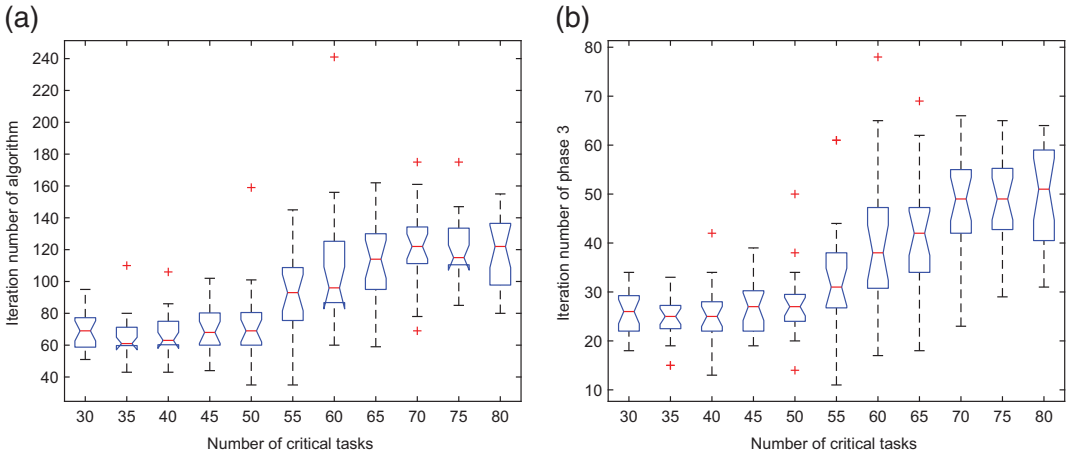 (a)
(b)
Iteration number of algorithm
240
220
200
180
160
140
120
100
80
60
40
30 35 40 45 50 55 60 65 70 75 80
Number of critical tasks
Iteration number of phase 3
80
70
60
50
40
30
20
10
30 35 40 45 50 55 60 65 70 75 80
Number of critical tasks